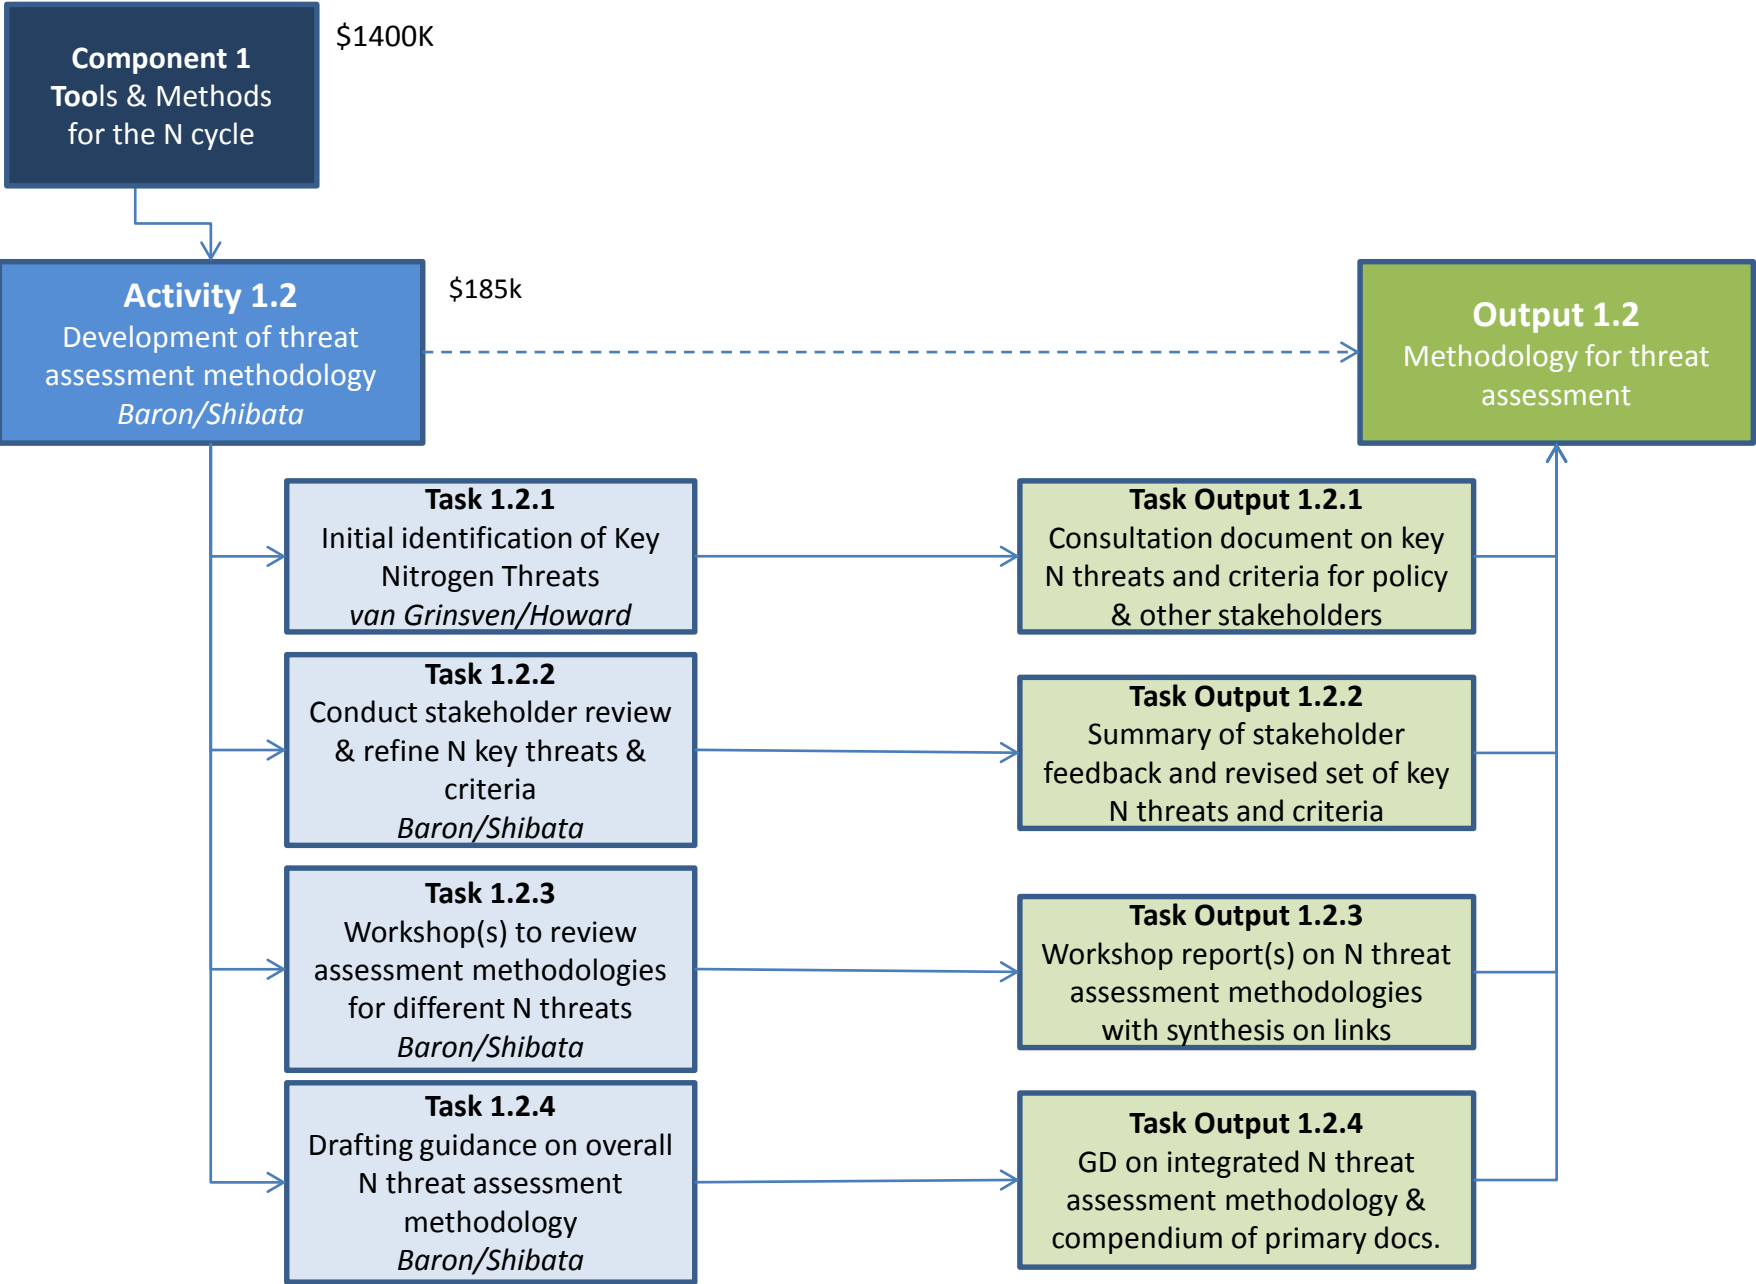 Component 1
Tools & Methods
for the N cycle
$1400K
Activity 1.2
Development of threat
assessment methodology
Baron/Shibata
$185k
Output 1.2
Methodology for threat
assessment
Task 1.2.1
Initial identification of Key
Nitrogen Threats
van Grinsven/Howard
Task Output 1.2.1
Consultation document on key
N threats and criteria for policy
& other stakeholders
Task 1.2.2
Conduct stakeholder review
& refine N key threats &
criteria
Baron/Shibata
Task Output 1.2.2
Summary of stakeholder
feedback and revised set of key
N threats and criteria
Task 1.2.3
Workshop(s) to review
assessment methodologies
for different N threats
Baron/Shibata
Task Output 1.2.3
Workshop report(s) on N threat
assessment methodologies
with synthesis on links
Task 1.2.4
Drafting guidance on overall
N threat assessment
methodology
Baron/Shibata
Task Output 1.2.4
GD on integrated N threat
assessment methodology &
compendium of primary docs.